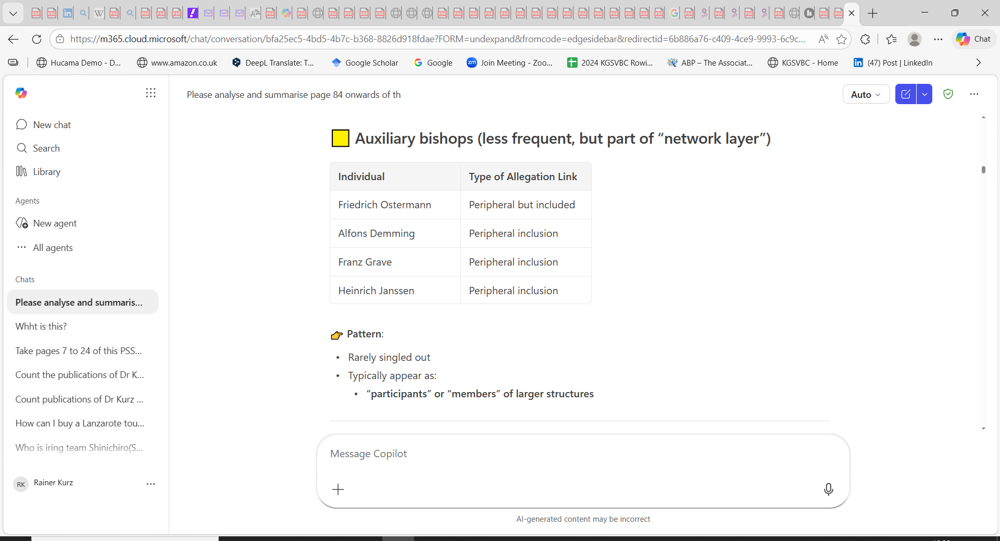 https://m365.cloud.microsoft/chat/conversation/bfa25ec5-4bd5-4b7c-b368-8826d918fdae?FORM=undexpand&fromcode=edgesidebar&redirectid=6b886a76-c409-4ce9-9993-6c9c...
Chat
Hucama Demo - D...
www.amazon.co.uk
DeepL Translate: T...
Google Scholar
Google
Join Meeting - Zoo...
2024 KGSVBC Rowi...
ABP – The Associat...
KGSVBC - Home
(47) Post | LinkedIn
Please analyse and summarise page 84 onwards of th
Auto
New chat
Search
Library
Agents
New agent
All agents
Chats
Please analyse and summaris...
Whht is this?
Take pages 7 to 24 of this PSS...
Count the publications of Dr K...
Count publications of Dr Kurz ...
How can I buy a Lanzarote tou...
Who is iring team Shinichiro(S...
RK
Rainer Kurz
Auxiliary bishops (less frequent, but part of “network layer”)
Individual
Type of Allegation Link
Friedrich Ostermann
Peripheral but included
Alfons Demming
Peripheral inclusion
Franz Grave
Peripheral inclusion
Heinrich Janssen
Peripheral inclusion
Pattern:
• Rarely singled out
• Typically appear as:
• “participants” or “members” of larger structures
Message Copilot
AI-generated content may be incorrect